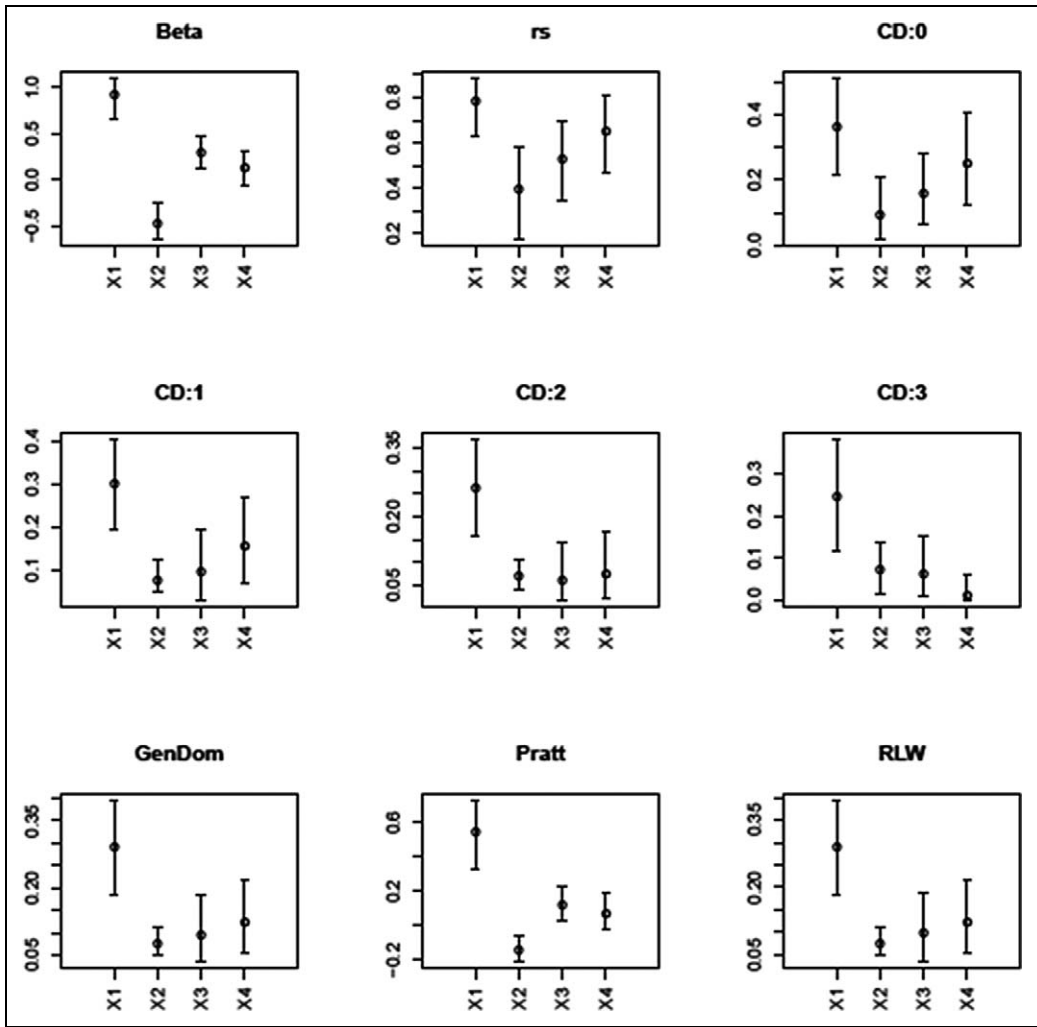 Beta
1.0
0.5
0.0
-0.5
X1 X2 X3 X4
rs
0.8
0.6
0.4
0.2
X1 X2 X3 X4
CD:0
0.4
0.2
0.0
X1 X2 X3 X4
CD:1
0.4
0.3
0.2
0.1
X1 X2 X3 X4
CD:2
0.35
0.20
0.05
X1 X2 X3 X4
CD:3
0.3
0.2
0.1
0.0
X1 X2 X3 X4
GenDom
0.35
0.20
0.05
X1 X2 X3 X4
Pratt
0.6
0.2
-0.2
X1 X2 X3 X4
RLW
0.35
0.20
0.05
X1 X2 X3 X4